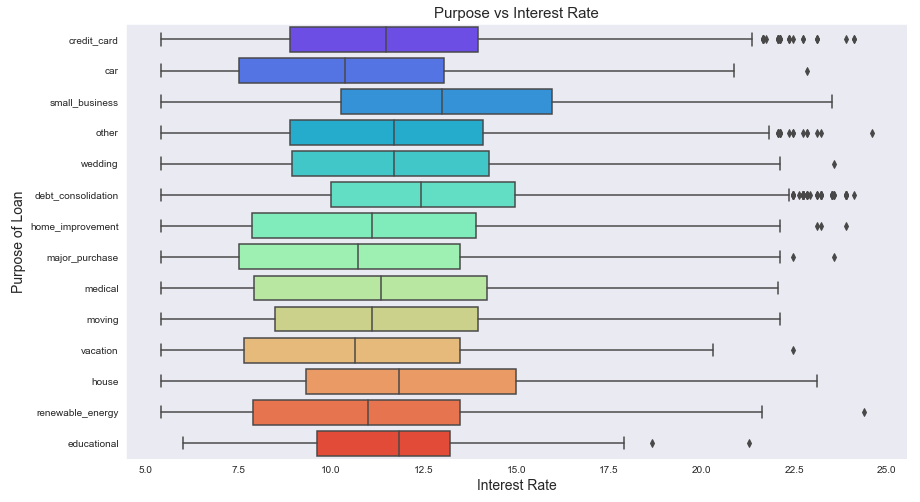 Purpose vs Interest Rate
Purpose of Loan
credit_card
car
small_business
other
wedding
debt_consolidation
home_improvement
major_purchase
medical
moving
vacation
house
renewable_energy
educational
5.0 7.5 10.0 12.5 15.0 17.5 20.0 22.5 25.0
Interest Rate